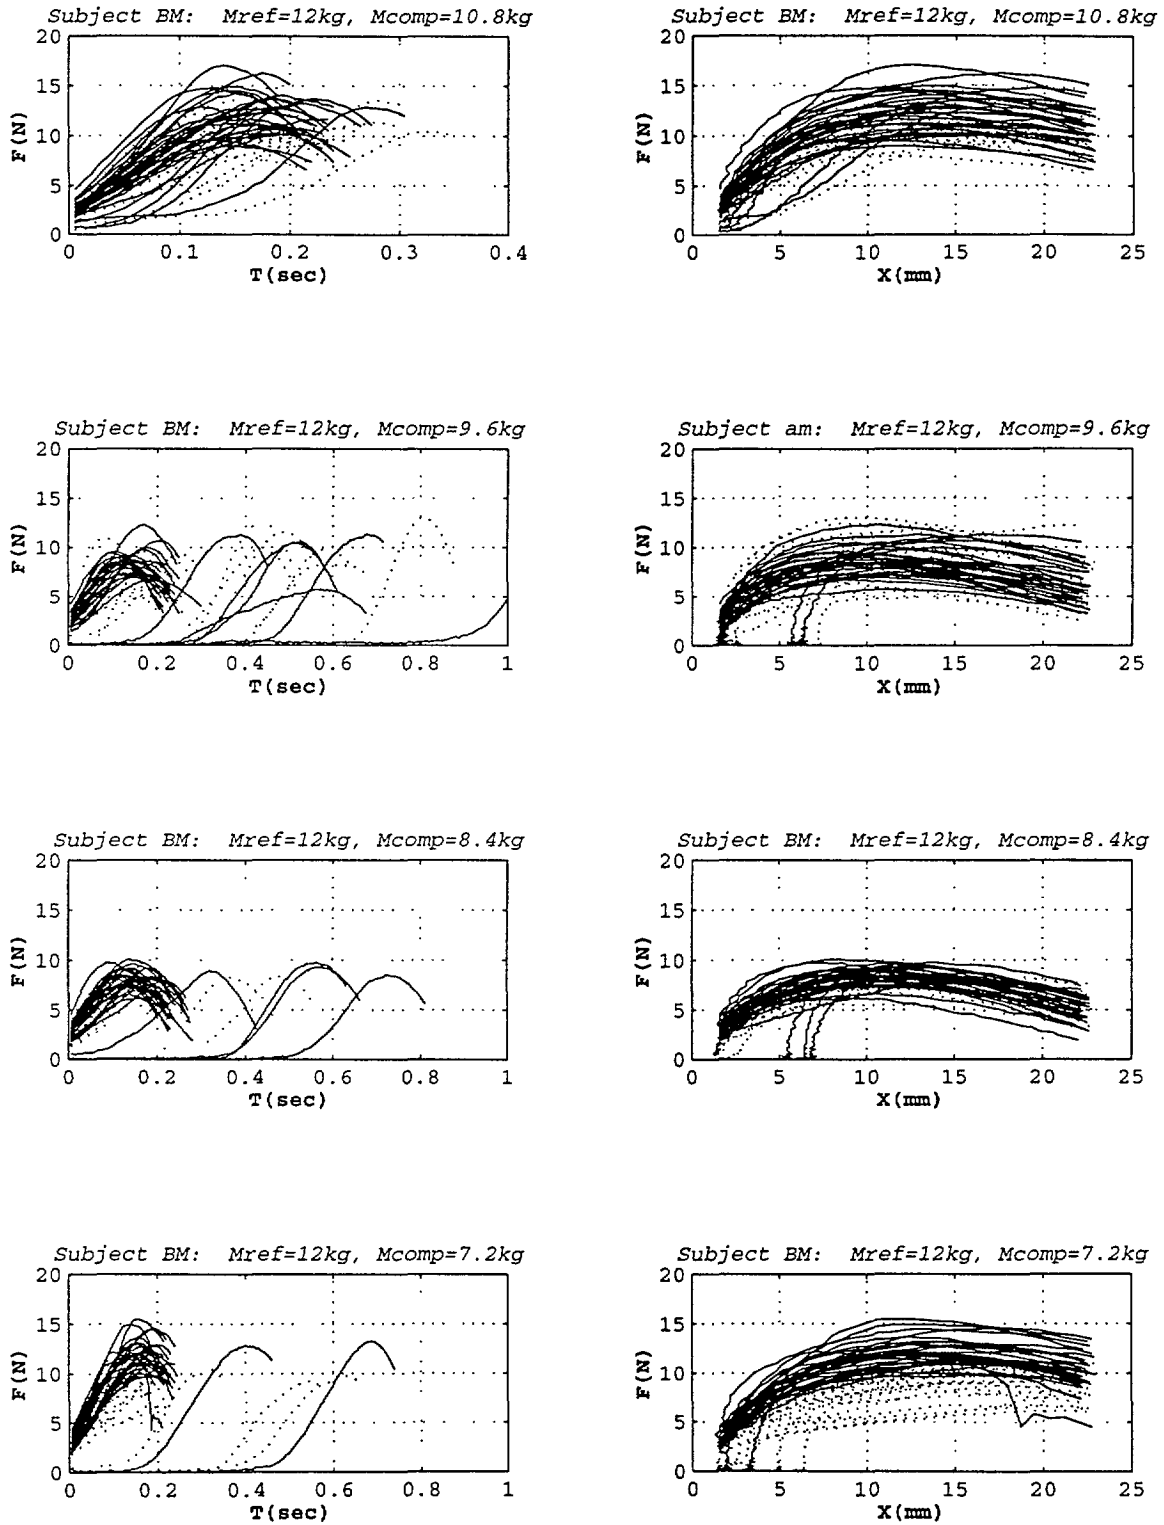 Subject BM: Mref=12kg, Mcomp=10.8kg
20
15
10
5
0
F(N)
0 0.1 0.2 0.3 0.4
T(sec)
Subject BM: Mref=12kg, Mcomp=10.8kg
20
15
10
5
0
F(N)
0 5 10 15 20 25
X(mm)
Subject BM: Mref=12kg, Mcomp=9.6kg
20
15
10
5
0
F(N)
0 0.2 0.4 0.6 0.8 1
T(sec)
Subject am: Mref=12kg, Mcomp=9.6kg
20
15
10
5
0
F(N)
0 5 10 15 20 25
X(mm)
Subject BM: Mref=12kg, Mcomp=8.4kg
20
15
10
5
0
F(N)
0 0.2 0.4 0.6 0.8 1
T(sec)
Subject BM: Mref=12kg, Mcomp=8.4kg
20
15
10
5
0
F(N)
0 5 10 15 20 25
X(mm)
Subject BM: Mref=12kg, Mcomp=7.2kg
20
15
10
5
0
F(N)
0 0.2 0.4 0.6 0.8 1
T(sec)
Subject BM: Mref=12kg, Mcomp=7.2kg
20
15
10
5
0
F(N)
0 5 10 15 20 25
X(mm)